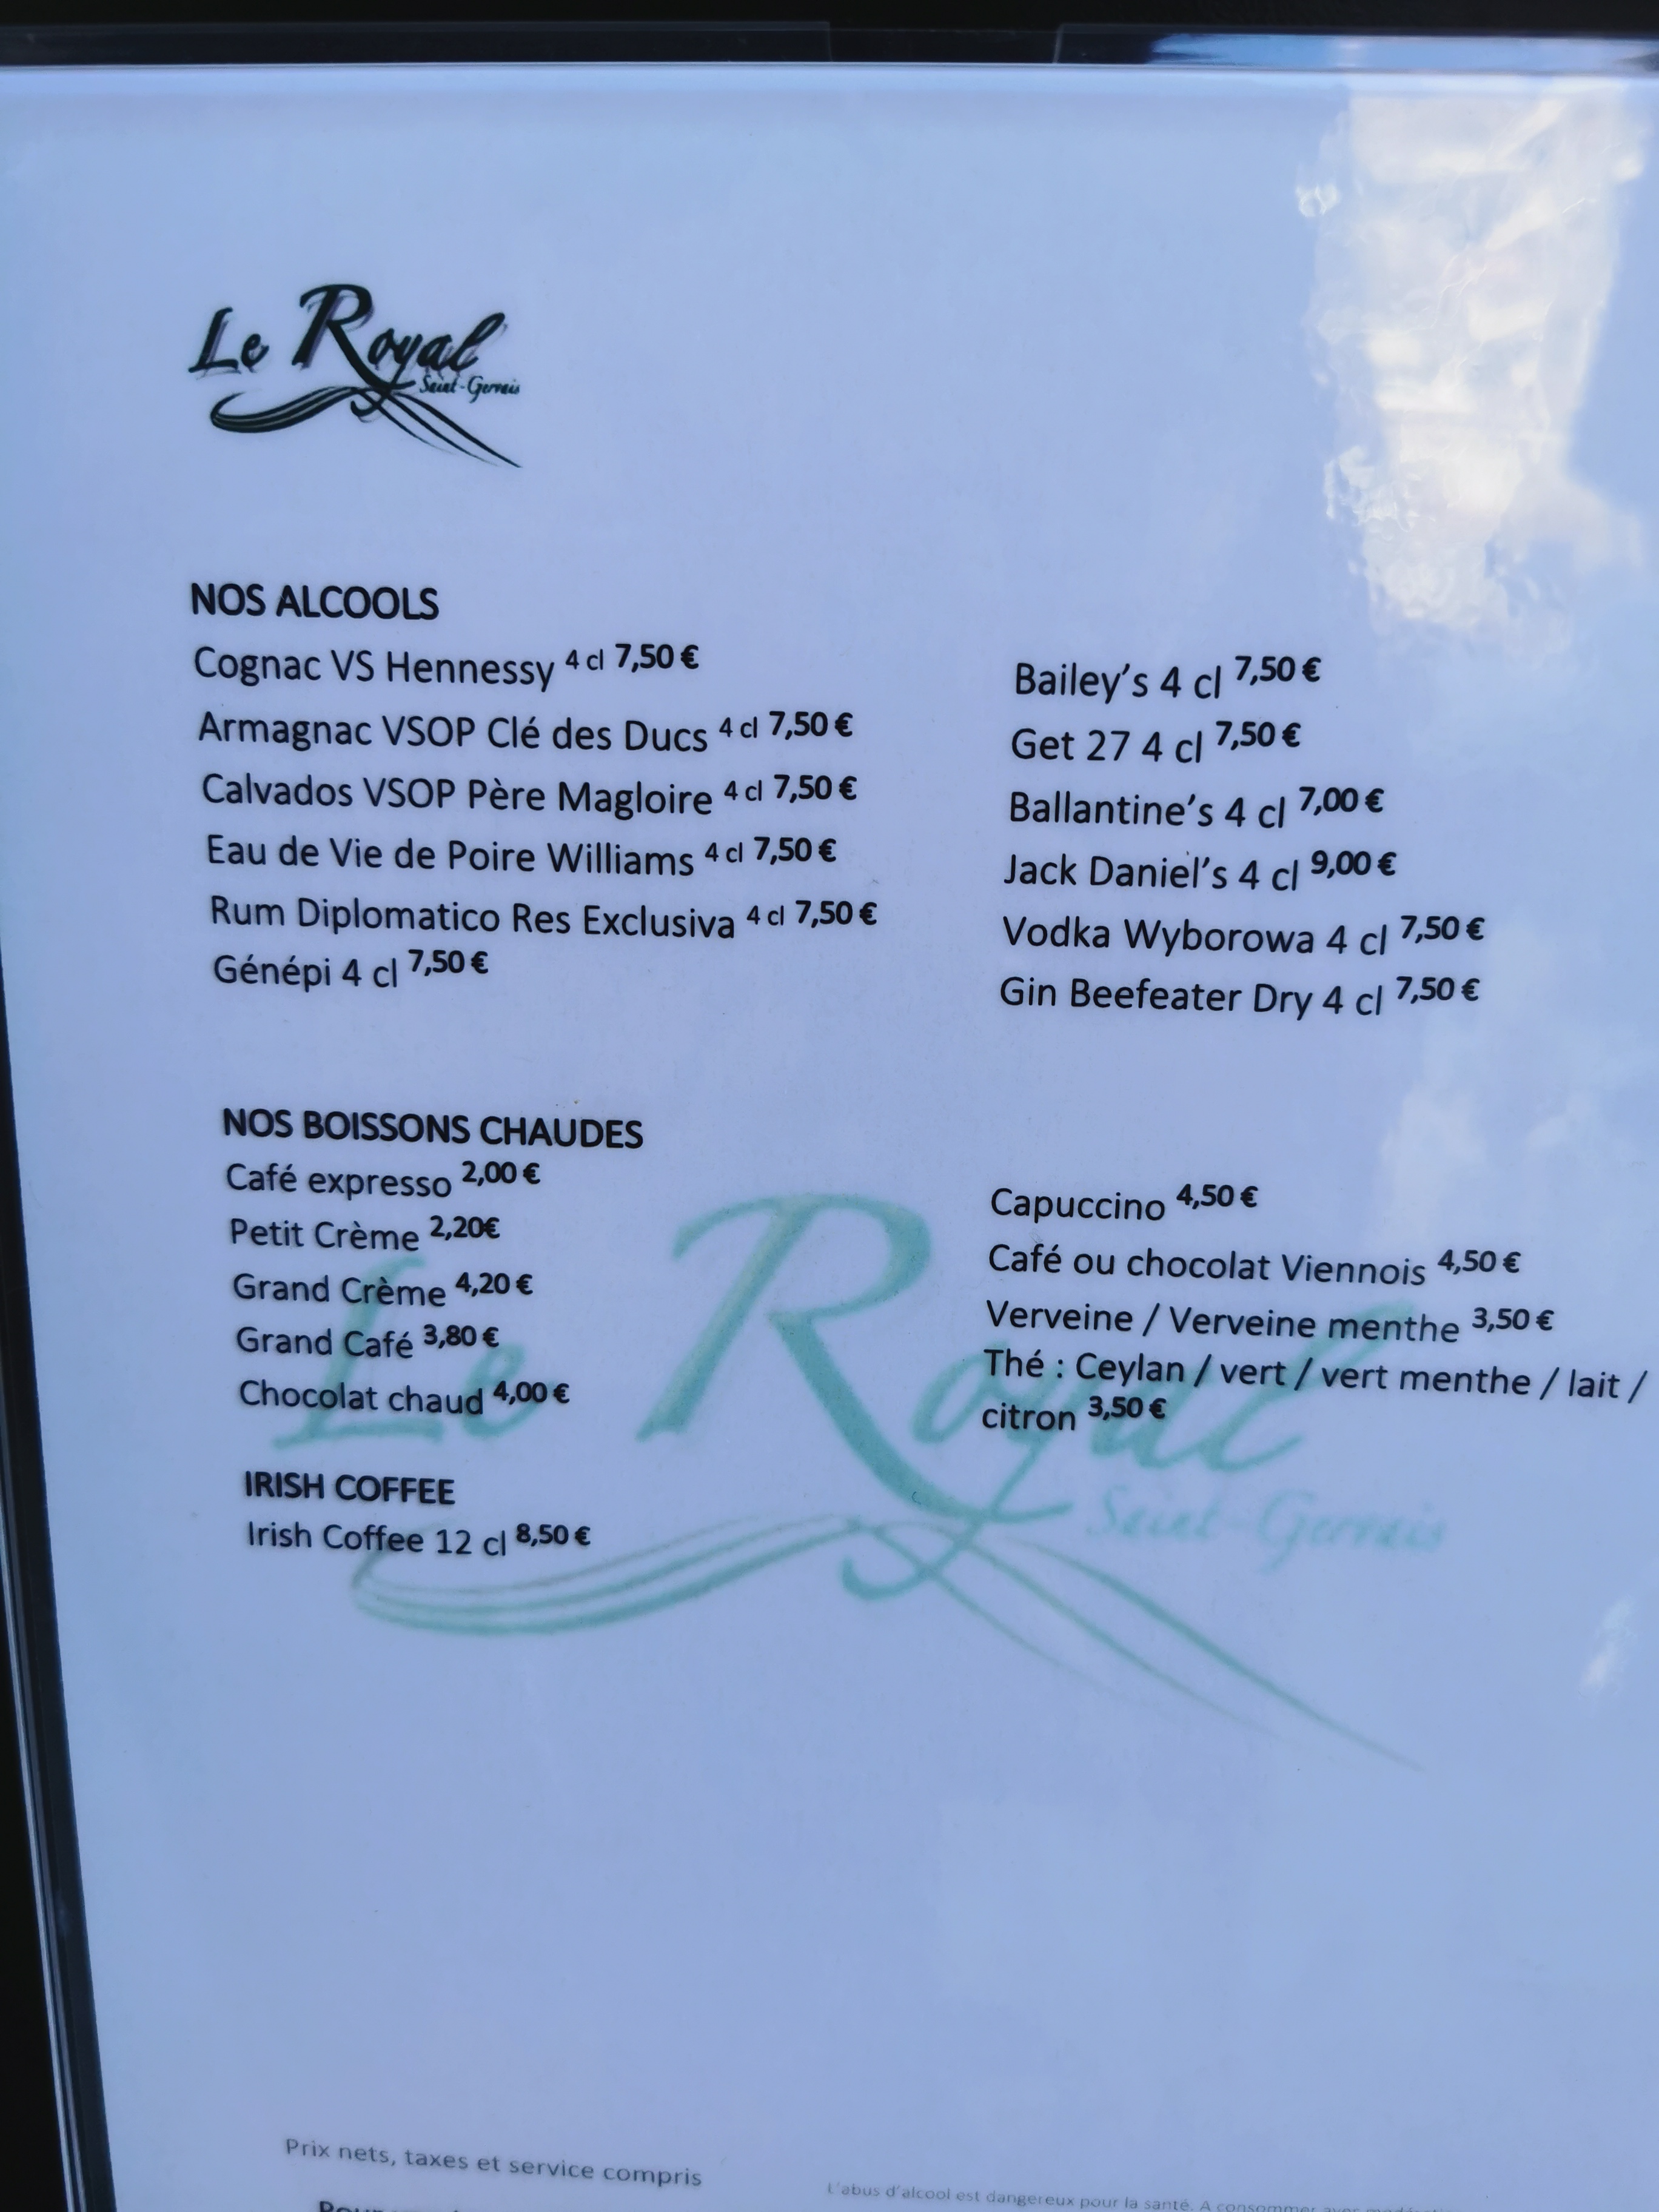 Le Royal
Saint-Gervais
NOS ALCOOLS
Cognac VS Hennessy 4 cl 7,50 €
Armagnac VSOP Clé des Ducs 4 cl 7,50 €
Calvados VSOP Père Magloire 4 cl 7,50 €
Eau de Vie de Poire Williams 4 cl 7,50 €
Rum Diplomatico Res Exclusiva 4 cl 7,50 €
Génépi 4 cl 7,50 €
Bailey's 4 cl 7,50 €
Get 27 4 cl 7,50 €
Ballantine's 4 cl 7,00 €
Jack Daniel's 4 cl 9,00 €
Vodka Wyborowa 4 cl 7,50 €
Gin Beefeater Dry 4 cl 7,50 €
NOS BOISSONS CHAUDES
Café expresso 2,00 €
Petit Crème 2,20€
Grand Crème 4,20 €
Grand Café 3,80 €
Chocolat chaud 4,00 €
Capuccino 4,50 €
Café ou chocolat Viennois 4,50 €
Verveine / Verveine menthe 3,50 €
Thé : Ceylan / vert / vert menthe / lait /
citron 3,50 €
IRISH COFFEE
Irish Coffee 12 cl 8,50 €
Le Royal
Saint-Gervais
Prix nets, taxes et service compris
L'abus d'alcool est dangereux pour la santé. A consommer avec